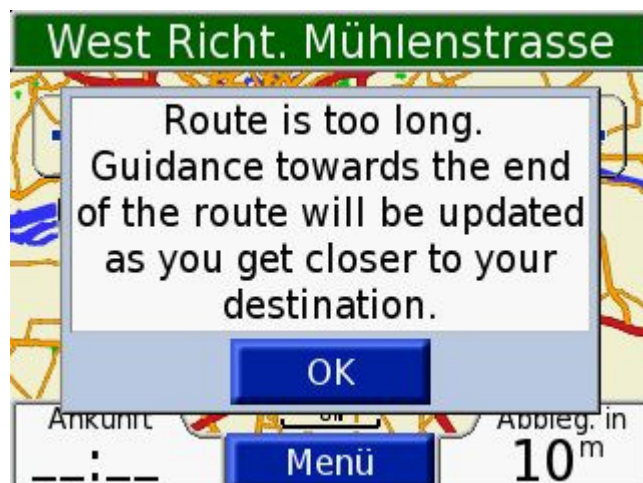 West Richt. Mühlenstrasse
Route is too long.
Guidance towards the end
of the route will be updated
as you get closer to your
destination.
OK
Ankunft
Abbieg. in
__:__
Menü
10 m